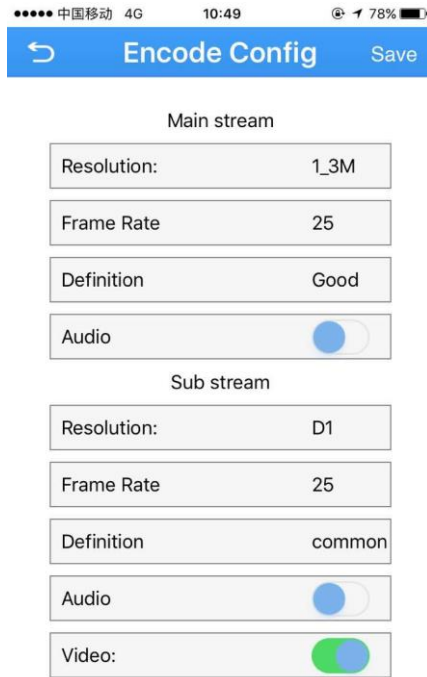 中国移动 4G 10:49 78%
Encode Config Save
Main stream
Resolution: 1_3M
Frame Rate 25
Definition Good
Audio
Sub stream
Resolution: D1
Frame Rate 25
Definition common
Audio
Video: